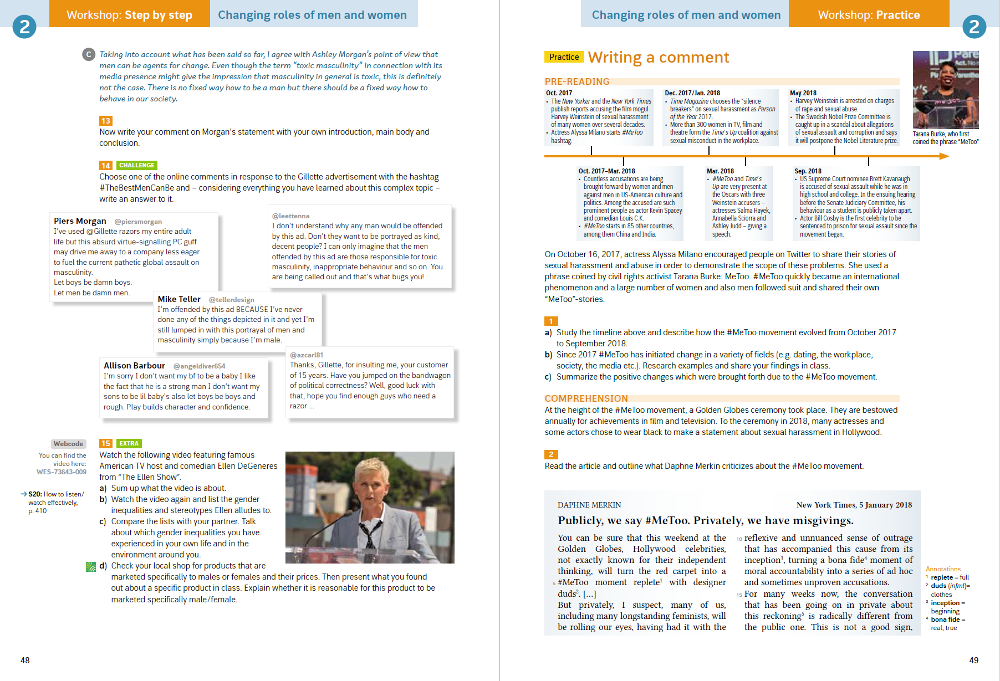 2
Workshop: Step by step
Changing roles of men and women
C
Taking into account what has been said so far, I agree with Ashley Morgan's point of view that
men can be agents for change. Even though the term "toxic masculinity" in connection with its
media presence might give the impression that masculinity in general is toxic, this is definitely
not the case. There is no fixed way how to be a man but there should be a fixed way how to
behave in our society.
13
Now write your comment on Morgan's statement with your own introduction, main body and
conclusion.
14 CHALLENGE
Choose one of the online comments in response to the Gillette advertisement with the hashtag
#TheBestMenCanBe and – considering everything you have learned about this complex topic –
write an answer to it.
Piers Morgan @piersmorgan
I've used @Gillette razors my entire adult
life but this absurd virtue-signalling PC guff
may drive me away to a company less eager
to fuel the current pathetic global assault on
masculinity.
Let boys be damn boys.
Let men be damn men.
@leettenna
I don't understand why any man would be offended
by this ad. Don't they want to be portrayed as kind,
decent people? I can only imagine that the men
offended by this ad are those responsible for toxic
masculinity, inappropriate behaviour and so on. You
are being called out and that's what bugs you!
Mike Teller @tellerdesign
I'm offended by this ad BECAUSE I've never
done any of the things depicted in it and yet I'm
still lumped in with this portrayal of men and
masculinity simply because I'm male.
Allison Barbour @angeldiver654
I'm sorry I don't want my bf to be a baby I like
the fact that he is a strong man I don't want my
sons to be lil baby's also let boys be boys and
rough. Play builds character and confidence.
@azcarl81
Thanks, Gillette, for insulting me, your customer
of 15 years. Have you jumped on the bandwagon
of political correctness? Well, good luck with
that, hope you find enough guys who need a
razor ...
Webcode
You can find the
video here:
WES-73643-009
→ S20: How to listen/
watch effectively,
p. 410
15 EXTRA
Watch the following video featuring famous
American TV host and comedian Ellen DeGeneres
from "The Ellen Show".
a) Sum up what the video is about.
b) Watch the video again and list the gender
inequalities and stereotypes Ellen alludes to.
c) Compare the lists with your partner. Talk
about which gender inequalities you have
experienced in your own life and in the
environment around you.
d) Check your local shop for products that are
marketed specifically to males or females and their prices. Then present what you found
out about a specific product in class. Explain whether it is reasonable for this product to be
marketed specifically male/female.
48
Changing roles of men and women
Workshop: Practice
2
Practice Writing a comment
PRE-READING
Oct. 2017
• The New Yorker and the New York Times
publish reports accusing the film mogul
Harvey Weinstein of sexual harassment
of many women over several decades.
• Actress Alyssa Milano starts #MeToo
hashtag.
Dec. 2017/Jan. 2018
• Time Magazine chooses the "silence
breakers" on sexual harassment as Person
of the Year 2017.
• More than 300 women in TV, film and
theatre form the Time's Up coalition against
sexual misconduct in the workplace.
May 2018
• Harvey Weinstein is arrested on charges
of rape and sexual abuse.
• The Swedish Nobel Prize Committee is
caught up in a scandal about allegations
of sexual assault and corruption and says
it will postpone the Nobel Literature prize.
Tarana Burke, who first
coined the phrase "MeToo"
Oct. 2017–Mar. 2018
• Countless accusations are being
brought forward by women and men
against men in US-American culture and
politics. Among the accused are such
prominent people as actor Kevin Spacey
and comedian Louis C.K.
• #MeToo starts in 85 other countries,
among them China and India.
Mar. 2018
• #MeToo and Time's
Up are very present at
the Oscars with three
Weinstein accusers –
actresses Salma Hayek,
Annabella Sciorra and
Ashley Judd – giving a
speech.
Sep. 2018
• US Supreme Court nominee Brett Kavanaugh
is accused of sexual assault while he was in
high school and college. In the ensuing hearing
before the Senate Judiciary Committee, his
behaviour as a student is publicly taken apart.
• Actor Bill Cosby is the first celebrity to be
sentenced to prison for sexual assault since the
movement began.
On October 16, 2017, actress Alyssa Milano encouraged people on Twitter to share their stories of
sexual harassment and abuse in order to demonstrate the scope of these problems. She used a
phrase coined by civil rights activist Tarana Burke: MeToo. #MeToo quickly became an international
phenomenon and a large number of women and also men followed suit and shared their own
"MeToo"-stories.
1
a) Study the timeline above and describe how the #MeToo movement evolved from October 2017
to September 2018.
b) Since 2017 #MeToo has initiated change in a variety of fields (e.g. dating, the workplace,
society, the media etc.). Research examples and share your findings in class.
c) Summarize the positive changes which were brought forth due to the #MeToo movement.
COMPREHENSION
At the height of the #MeToo movement, a Golden Globes ceremony took place. They are bestowed
annually for achievements in film and television. To the ceremony in 2018, many actresses and
some actors chose to wear black to make a statement about sexual harassment in Hollywood.
2
Read the article and outline what Daphne Merkin criticizes about the #MeToo movement.
DAPHNE MERKIN
New York Times, 5 January 2018
Publicly, we say #MeToo. Privately, we have misgivings.
You can be sure that this weekend at the
Golden Globes, Hollywood celebrities,
not exactly known for their independent
thinking, will turn the red carpet into a
5 #MeToo moment replete¹ with designer
duds². [...]
But privately, I suspect, many of us,
including many longstanding feminists, will
be rolling our eyes, having had it with the
10 reflexive and unnuanced sense of outrage
that has accompanied this cause from its
inception³, turning a bona fide⁴ moment of
moral accountability into a series of ad hoc
and sometimes unproven accusations.
15 For many weeks now, the conversation
that has been going on in private about
this reckoning⁵ is radically different from
the public one. This is not a good sign,
Annotations
¹ replete = full
² duds (infml)=
clothes
³ inception =
beginning
⁴ bona fide =
real, true
49